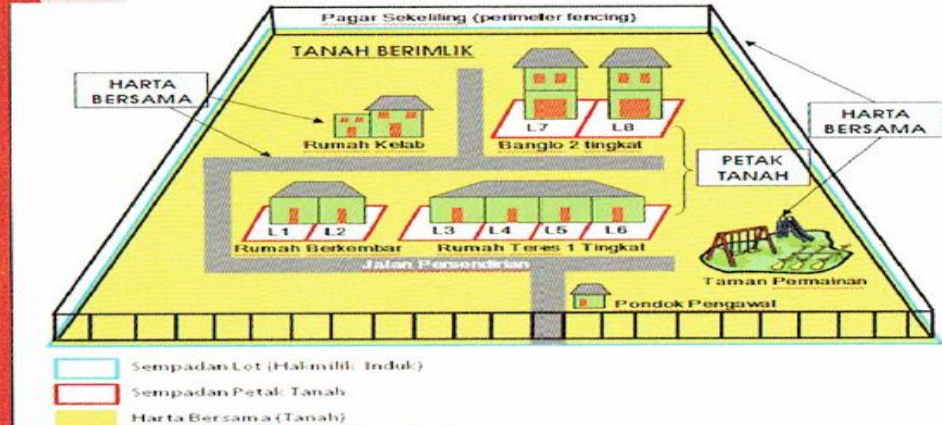 Pagar Sekeliling (perimeter fencing)
TANAH BERIMLIK
HARTA
BERSAMA
Rumah Kelab
L7
L8
Banglo 2 tingkat
HARTA
BERSAMA
PETAK
TANAH
L1
L2
Rumah Berkembar
L3
L4
L5
L6
Rumah Teres 1 Tingkat
Jalan Persendirian
Taman Permainan
Pondok Pengawal
Sempadan Lot (Hakmilik Induk)
Sempadan Petak Tanah
Harta Bersama (Tanah)